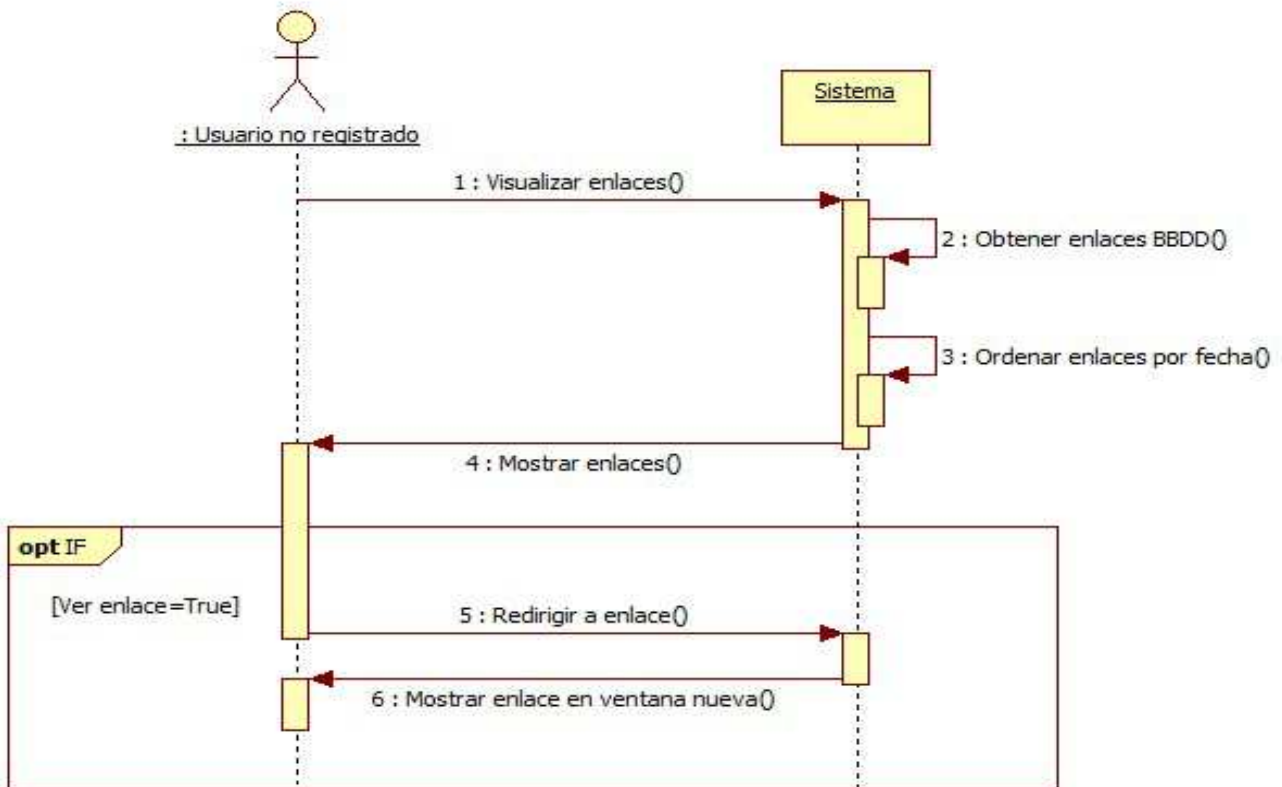 : Usuario no registrado
Sistema
1 : Visualizar enlaces()
2 : Obtener enlaces BBDD()
3 : Ordenar enlaces por fecha()
4 : Mostrar enlaces()
opt IF
[Ver enlace=True]
5 : Redirigir a enlace()
6 : Mostrar enlace en ventana nueva()